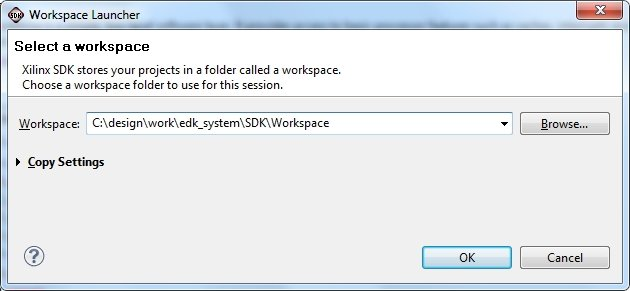 SDK Workspace Launcher
Select a workspace
Xilinx SDK stores your projects in a folder called a workspace.
Choose a workspace folder to use for this session.
Workspace: C:\design\work\edk_system\SDK\Workspace Browse...
Copy Settings
? OK Cancel